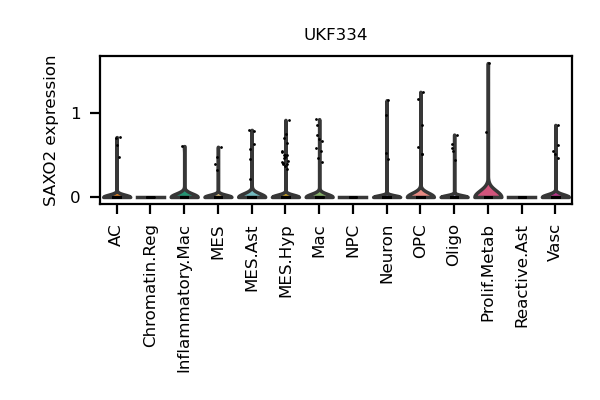 UKF334
SAXO2 expression
1
0
AC
Chromatin.Reg
Inflammatory.Mac
MES
MES.Ast
MES.Hyp
Mac
NPC
Neuron
OPC
Oligo
Prolif.Metab
Reactive.Ast
Vasc